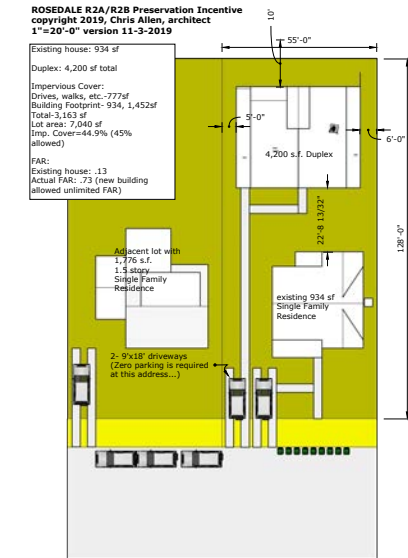 ROSEDALE R2A/R2B Preservation Incentive
copyright 2019, Chris Allen, architect
1"=20'-0" version 11-3-2019
Existing house: 934 sf
Duplex: 4,200 sf total
Impervious Cover:
Drives, walks, etc.-777sf
Building Footprint- 934, 1,452sf
Total-3,163 sf
Lot area: 7,040 sf
Imp. Cover=44.9% (45%
allowed)
FAR:
Existing house: .13
Actual FAR: .73 (new building
allowed unlimited FAR)
10'
55'-0"
5'-0"
4,200 s.f. Duplex
6'-0"
22'-8 13/32"
128'-0"
Adjacent lot with
1,776 s.f.
1.5 story
Single Family
Residence
existing 934 sf
Single Family
Residence
2- 9'x18' driveways
(Zero parking is required
at this address...)